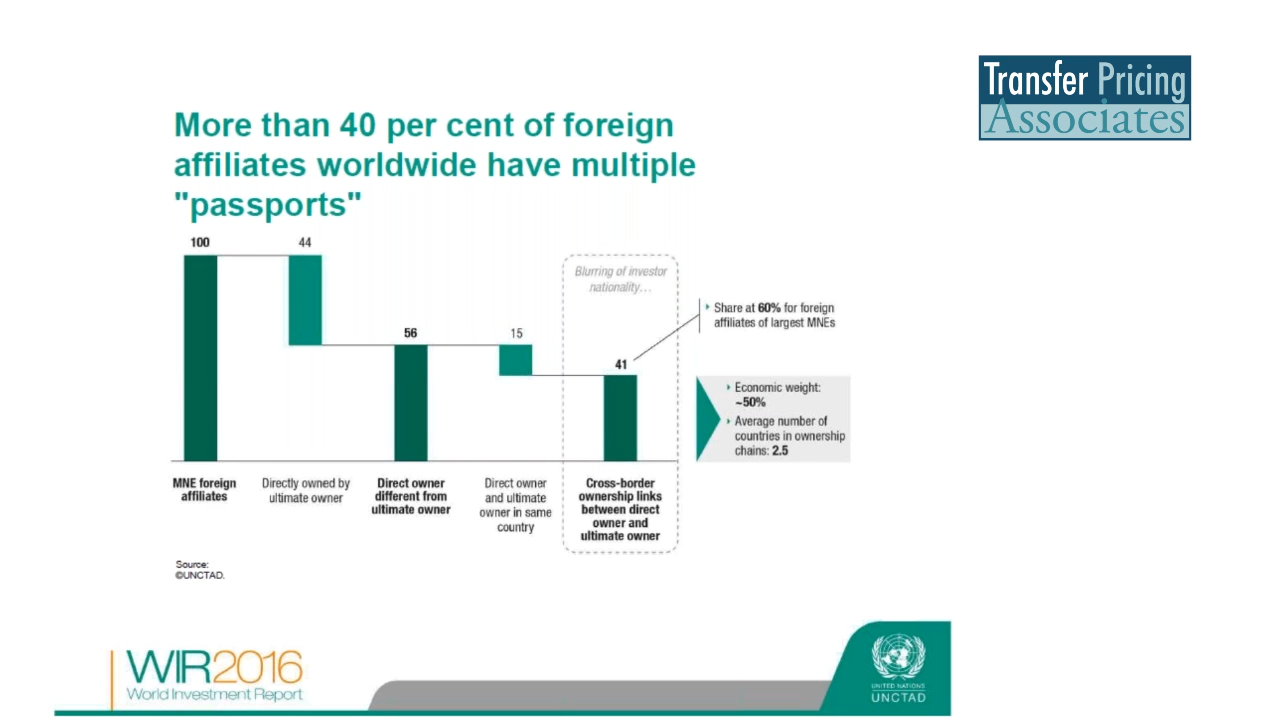 Transfer Pricing
Associates
More than 40 per cent of foreign
affiliates worldwide have multiple
"passports"
100
44
56
15
41
Blurring of investor
nationality...
Share at 60% for foreign
affiliates of largest MNEs
Economic weight:
~50%
Average number of
countries in ownership
chains: 2.5
MNE foreign
affiliates
Directly owned by
ultimate owner
Direct owner
different from
ultimate owner
Direct owner
and ultimate
owner in same
country
Cross-border
ownership links
between direct
owner and
ultimate owner
Source:
©UNCTAD.
WIR2016
World Investment Report
UNITED NATIONS
UNCTAD